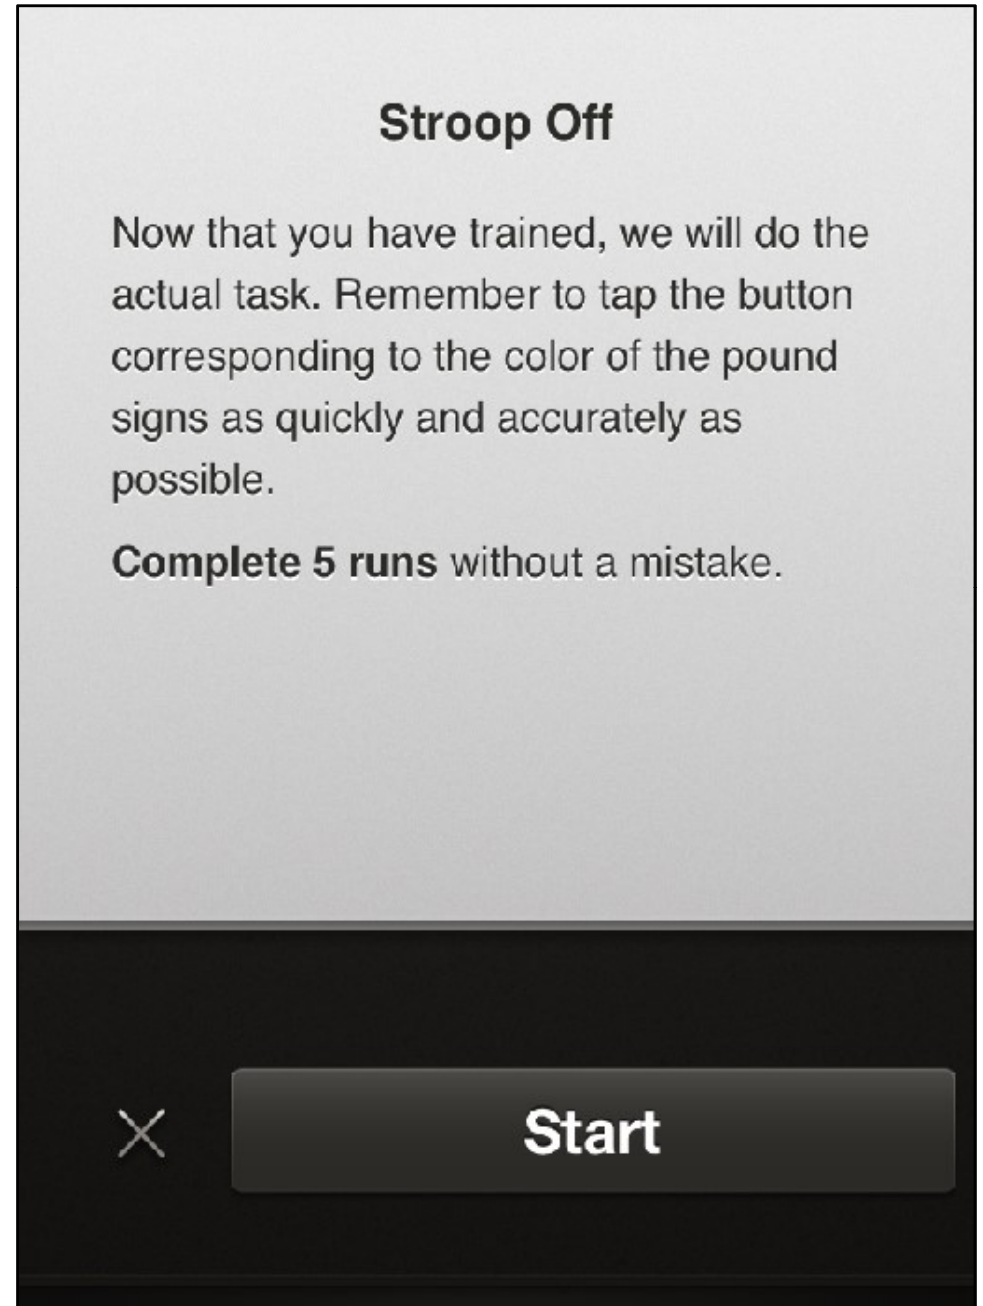 Stroop Off
Now that you have trained, we will do the
actual task. Remember to tap the button
corresponding to the color of the pound
signs as quickly and accurately as
possible.
Complete 5 runs without a mistake.
Start